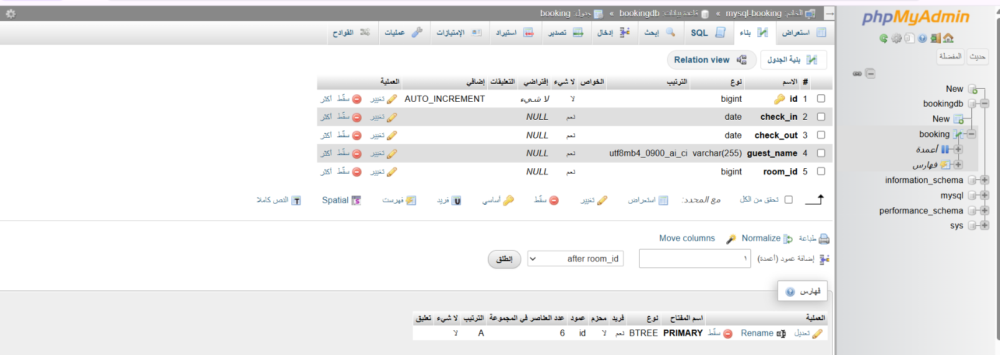 الخادم: mysql-booking » قاعدة بيانات: bookingdb » جدول: booking
استعراض بناء SQL إبحث إدخال تصدير استيراد الإمتيازات عمليات القوادح
بنية الجدول Relation view
# الاسم نوع الترتيب الخواص لا شيء إفتراضي التعليقات إضافي العملية
1 id bigint لا لا شيء AUTO_INCREMENT تغيير سقّط أكثر
2 check_in date نعم NULL تغيير سقّط أكثر
3 check_out date نعم NULL تغيير سقّط أكثر
4 guest_name varchar(255) utf8mb4_0900_ai_ci نعم NULL تغيير سقّط أكثر
5 room_id bigint نعم NULL تغيير سقّط أكثر
تحقق من الكل مع المحدد: استعراض تغيير سقّط أساسي فريد فهرست Spatial النص كاملا
طباعة Normalize Move columns
إضافة عمود (أعمدة) ١ after room_id إنطلق
فهارس
العملية اسم المفتاح نوع فريد محزم عمود عدد العناصر في المجموعة الترتيب لا شيء تعليق
تعديل Rename سقّط PRIMARY BTREE نعم لا id 6 A لا
phpMyAdmin
حديث المفضلة
New
bookingdb
New
booking
أعمدة
فهارس
information_schema
mysql
performance_schema
sys